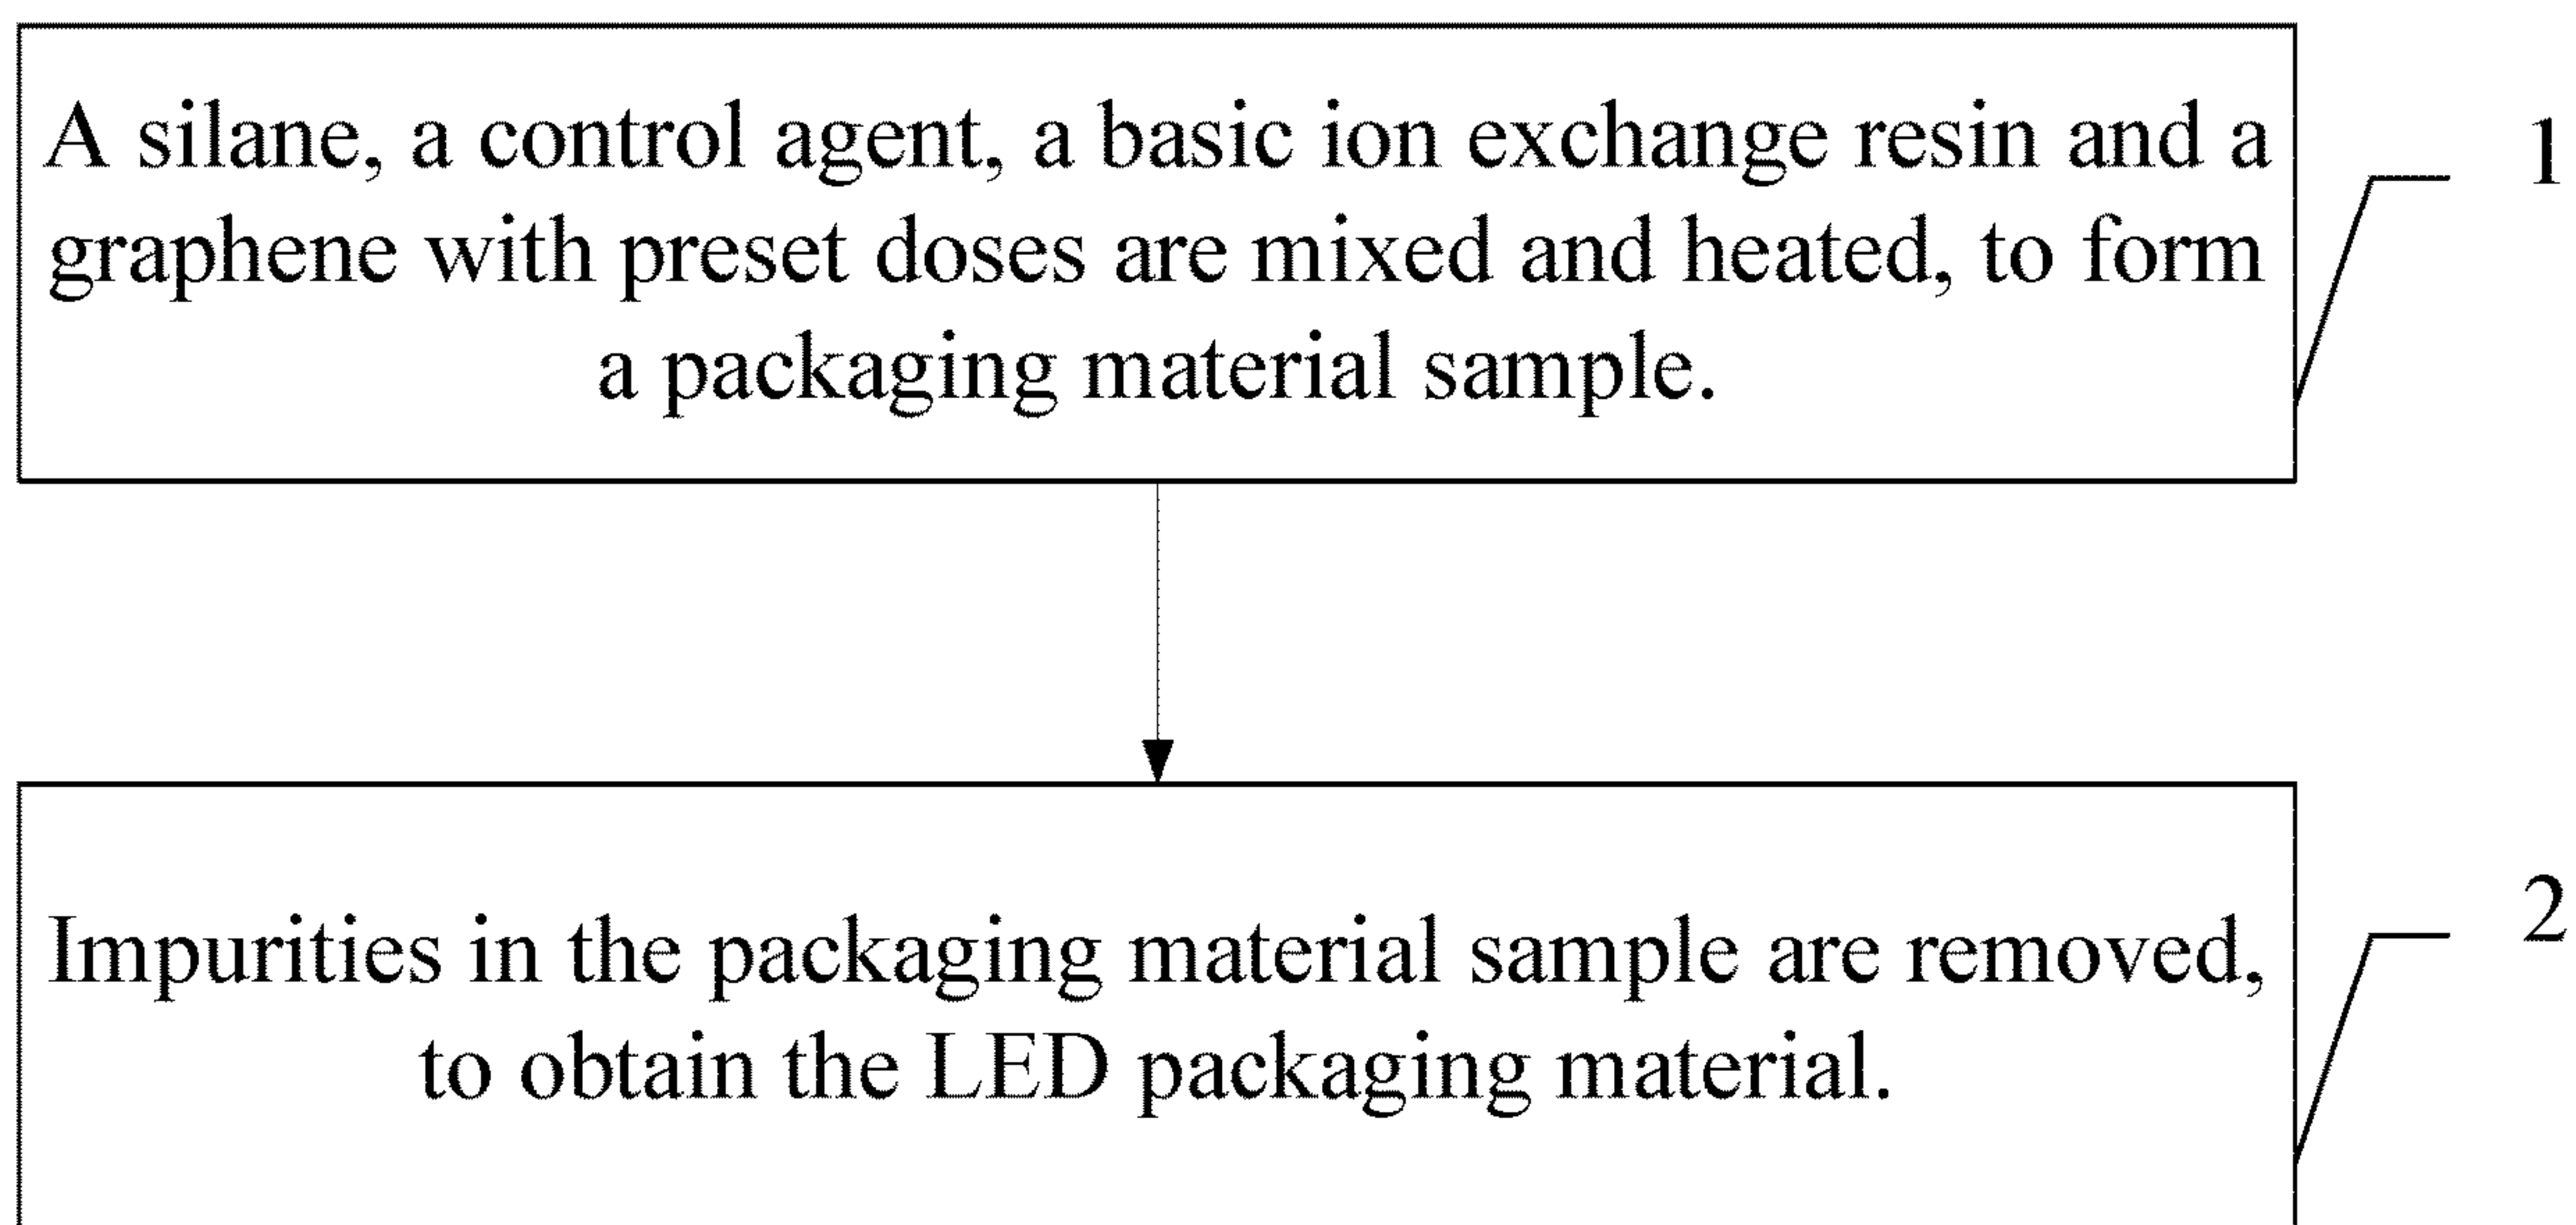 A silane, a control agent, a basic ion exchange resin and a
graphene with preset doses are mixed and heated, to form
a packaging material sample.
1
Impurities in the packaging material sample are removed,
to obtain the LED packaging material.
2